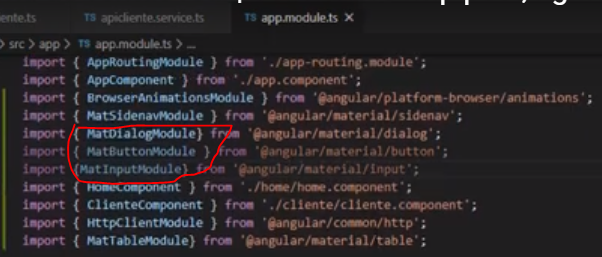 ente.ts TS apicliente.service.ts TS app.module.ts ×
> src > app > TS app.module.ts > ...
import { AppRoutingModule } from './app-routing.module';
import { AppComponent } from './app.component';
import { BrowserAnimationsModule } from '@angular/platform-browser/animations';
import { MatSidenavModule } from '@angular/material/sidenav';
import { MatDialogModule} from '@angular/material/dialog';
import { MatButtonModule } from '@angular/material/button';
import {MatInputModule} from '@angular/material/input';
import { HomeComponent } from './home/home.component';
import { ClienteComponent } from './cliente/cliente.component';
import { HttpClientModule } from '@angular/common/http';
import { MatTableModule} from '@angular/material/table';